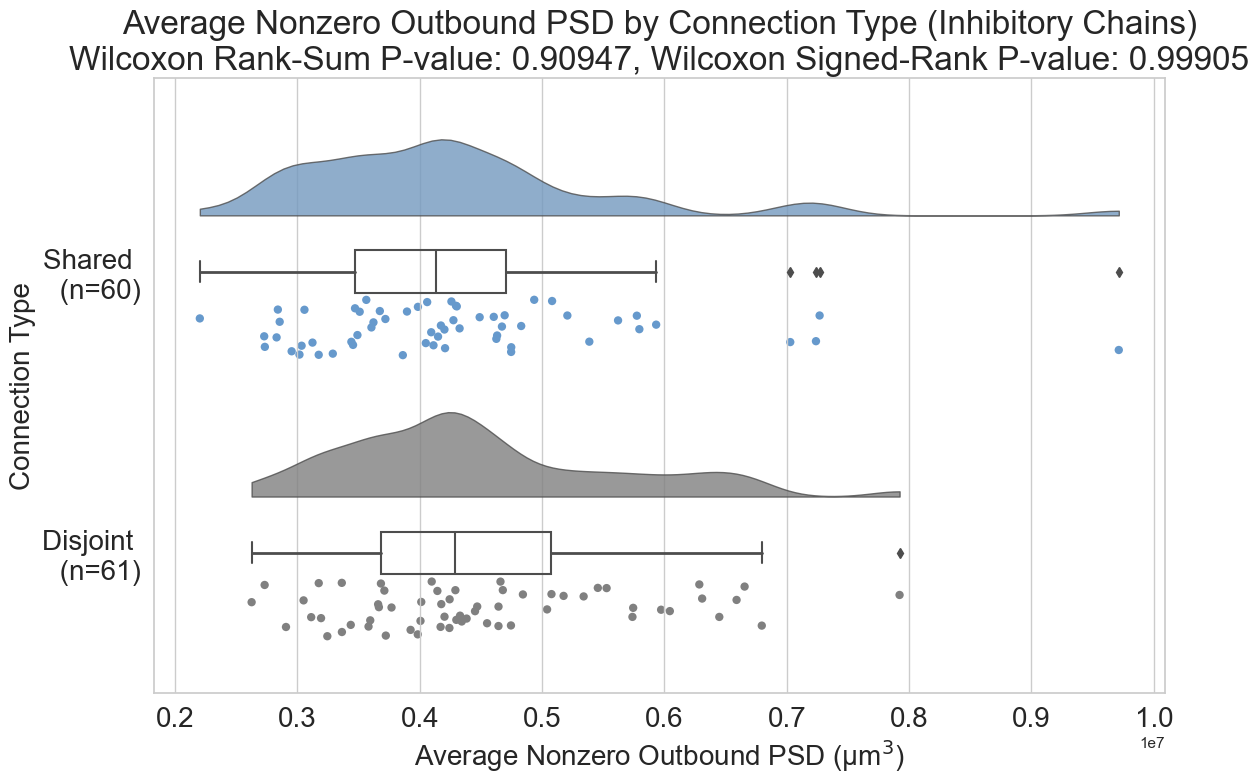 Average Nonzero Outbound PSD by Connection Type (Inhibitory Chains)
Wilcoxon Rank-Sum P-value: 0.90947, Wilcoxon Signed-Rank P-value: 0.99905
Connection Type
Shared
(n=60)
Disjoint
(n=61)
0.2 0.3 0.4 0.5 0.6 0.7 0.8 0.9 1.0
1e7
Average Nonzero Outbound PSD (μm³)